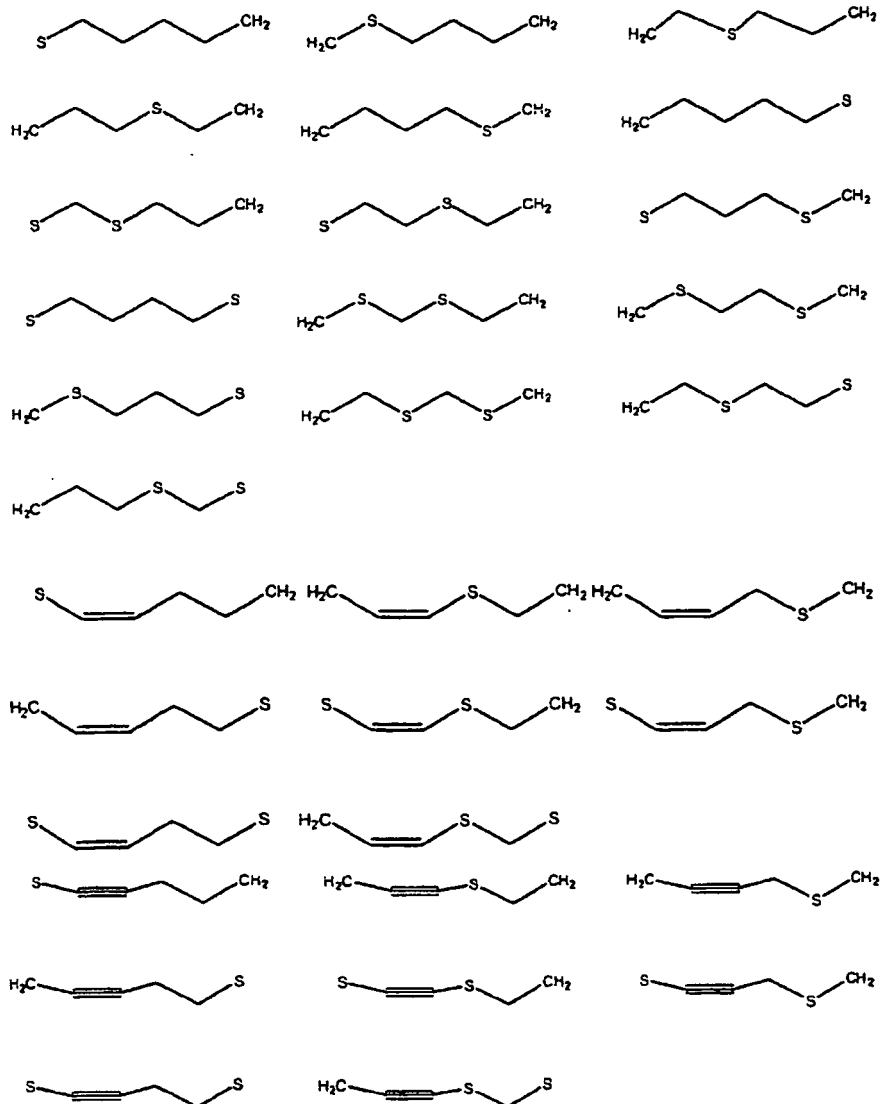 S CH₂ H₂C S CH₂ H₂C S CH₂
H₂C S CH₂ H₂C S CH₂ H₂C S
S S CH₂ S S CH₂ S S CH₂
S S H₂C S S CH₂ H₂C S S CH₂
H₂C S S H₂C S S CH₂ H₂C S S
H₂C S S
S CH₂ H₂C S CH₂ H₂C S CH₂
H₂C S S S CH₂ S S CH₂
S S H₂C S S
S CH₂ H₂C S CH₂ H₂C S CH₂
H₂C S S S CH₂ S S CH₂
S S H₂C S S